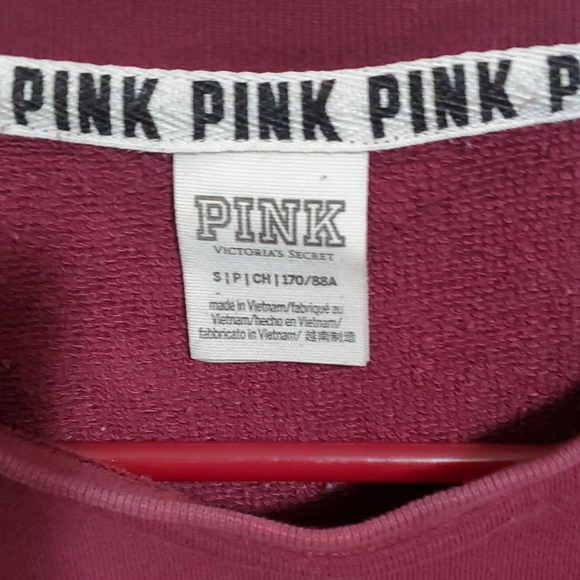 PINK PINK PINK P
PINK
VICTORIA'S SECRET
S | P | CH | 170/88A
made in Vietnam/fabriqué au
Vietnam/hecho en Vietnam/
fabbricato in Vietnam/ 越南制造